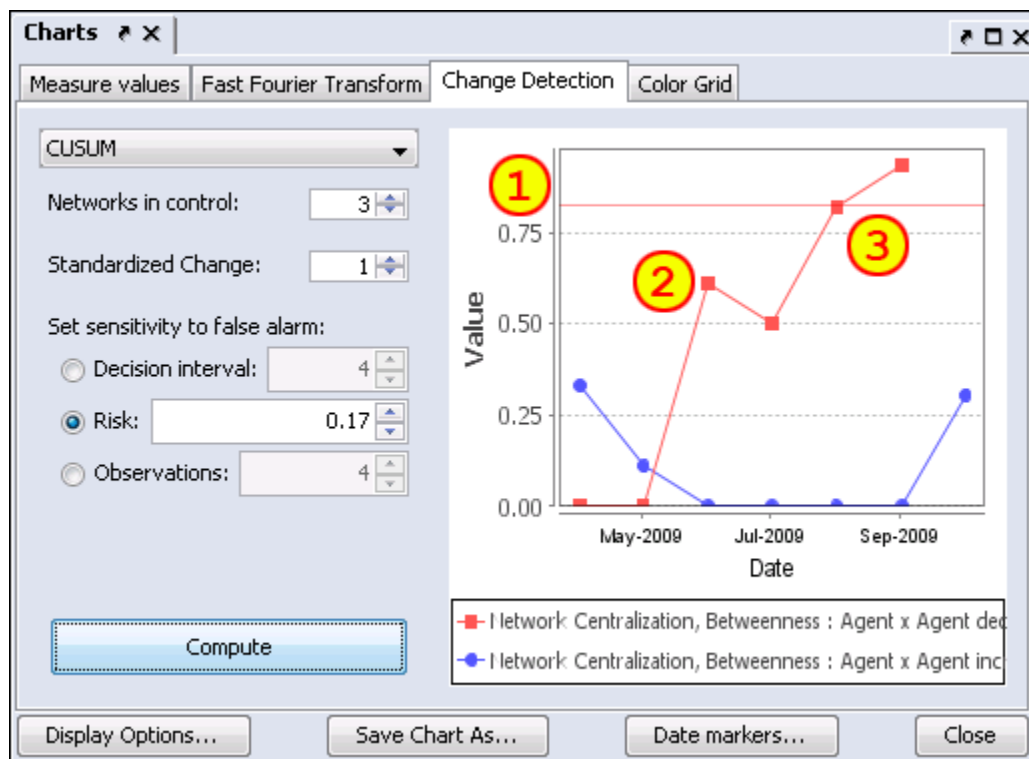 Charts
Measure values Fast Fourier Transform Change Detection Color Grid
CUSUM
Networks in control: 3
Standardized Change: 1
Set sensitivity to false alarm:
Decision interval: 4
Risk: 0.17
Observations: 4
Compute
1
2
3
0.75
0.50
0.25
0.00
Value
May-2009 Jul-2009 Sep-2009
Date
Network Centralization, Betweenness : Agent x Agent dec
Network Centralization, Betweenness : Agent x Agent inc
Display Options... Save Chart As... Date markers... Close